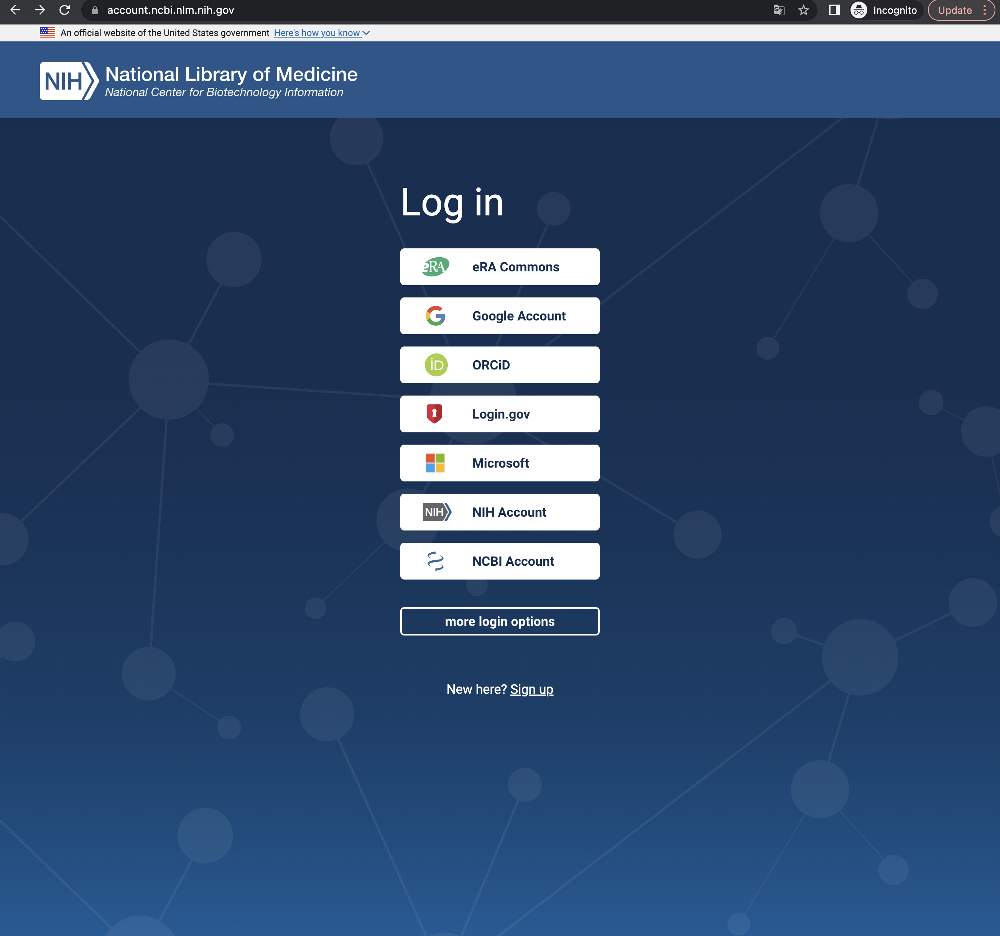 account.ncbi.nlm.nih.gov
Incognito
Update
An official website of the United States government Here's how you know
NIH
National Library of Medicine
National Center for Biotechnology Information
Log in
eRA eRA Commons
Google Account
iD ORCiD
Login.gov
Microsoft
NIH NIH Account
NCBI Account
more login options
New here? Sign up